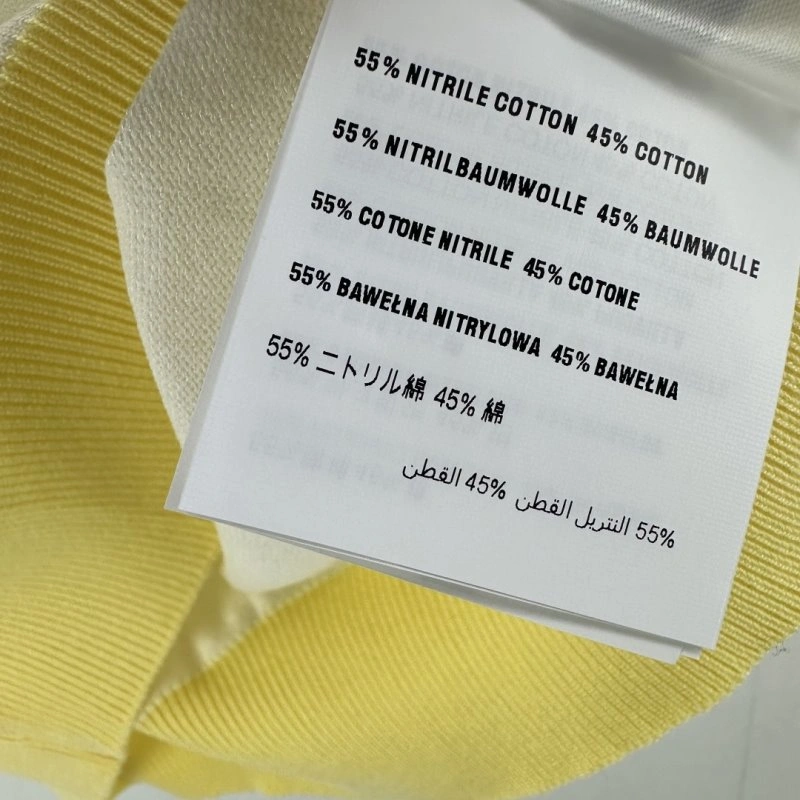 55% NITRILE COTTON 45% COTTON
55% NITRILBAUMWOLLE 45% BAUMWOLLE
55% COTONE NITRILE 45% COTONE
55% BAWEŁNA NITRYLOWA 45% BAWEŁNA
55% ニトリル綿 45% 綿
55% النتريل القطن 45% القطن